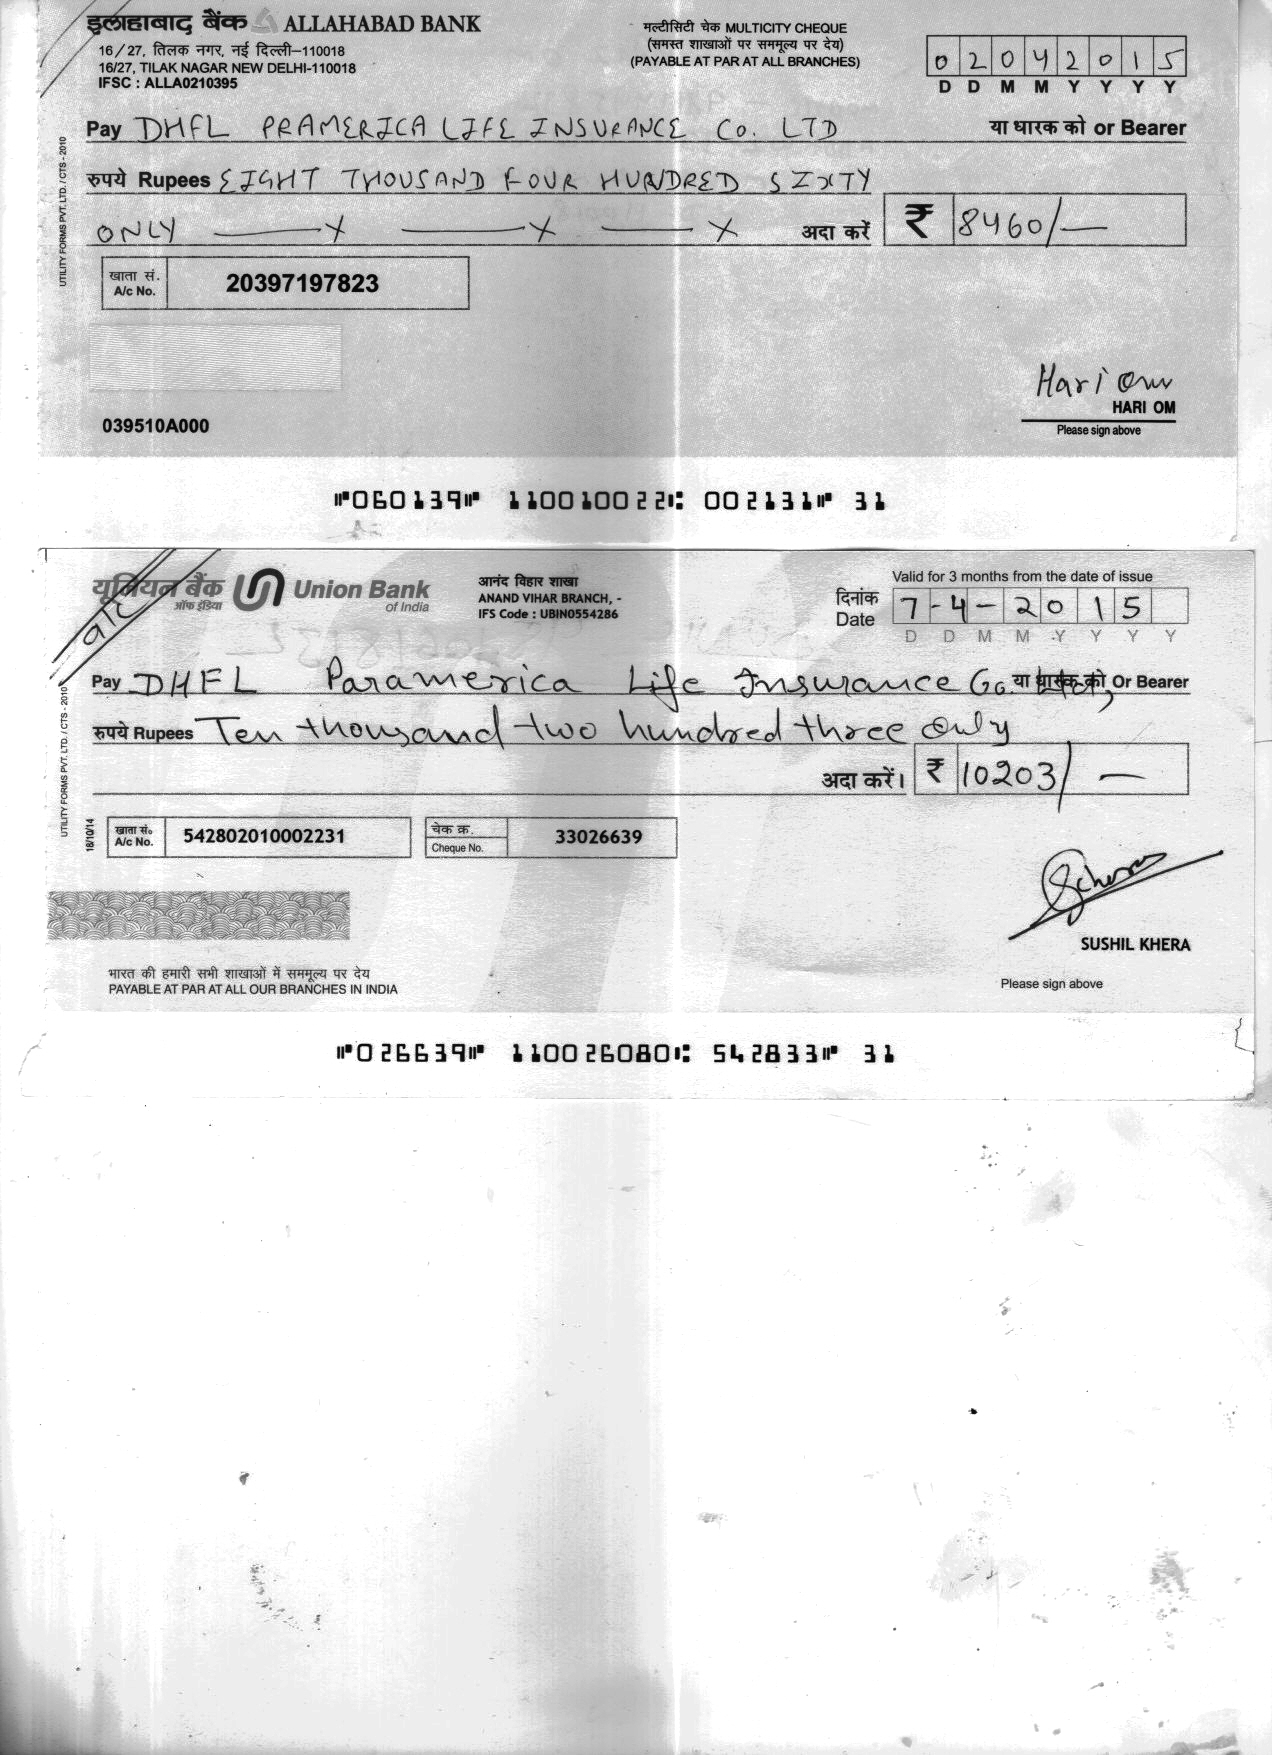 इलाहाबाद बैंक ALLAHABAD BANK
16/27, तिलक नगर, नई दिल्ली–110018
16/27, TILAK NAGAR NEW DELHI-110018
IFSC : ALLA0210395
मल्टीसिटी चेक MULTICITY CHEQUE
(समस्त शाखाओं पर सममूल्य पर देय)
(PAYABLE AT PAR AT ALL BRANCHES)
0 2 0 4 2 0 1 5
D D M M Y Y Y Y
Pay DHFL PRAMERICA LIFE INSURANCE Co. LTD या धारक को or Bearer
रुपये Rupees EIGHT THOUSAND FOUR HUNDRED SIXTY
ONLY —x —x —x अदा करें ₹ 8460/—
खाता सं. A/c No. 20397197823
UTILITY FORMS PVT. LTD. / CTS - 2010
Hari Om
HARI OM
039510A000
Please sign above
⑈060139⑈ 110010022⑆ 002131⑈ 31
यूनियन बैंक Union Bank
ऑफ इंडिया of India
आनंद विहार शाखा
ANAND VIHAR BRANCH, -
IFS Code : UBIN0554286
Valid for 3 months from the date of issue
दिनांक Date 7-4-2015
D D M M Y Y Y Y
Pay DHFL Paramerica Life Insurance Co. Ltd, या धारक को Or Bearer
रुपये Rupees Ten thousand two hundred three only
अदा करें। ₹ 10203/—
UTILITY FORMS PVT. LTD. / CTS - 2010
18/10/14
खाता सं० A/c No. 542802010002231
चेक क्र. Cheque No. 33026639
SUSHIL KHERA
भारत की हमारी सभी शाखाओं में सममूल्य पर देय
PAYABLE AT PAR AT ALL OUR BRANCHES IN INDIA
Please sign above
⑈026639⑈ 110026080⑆ 542833⑈ 31